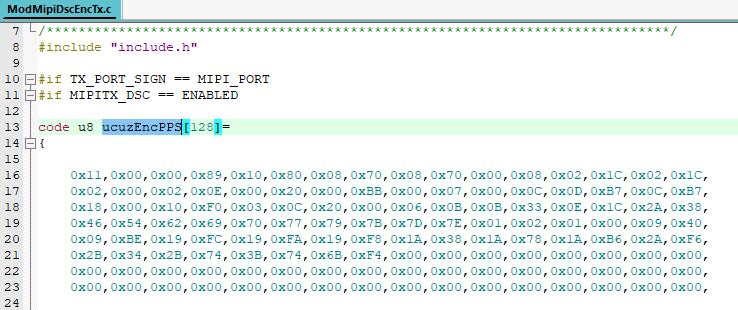 ModMipiDscEncTx.c
7 /***********************************************************************************/
8 #include "include.h"
9
10 #if TX_PORT_SIGN == MIPI_PORT
11 #if MIPITX_DSC == ENABLED
12
13 code u8 ucuzEncPPS[128]=
14 {
15
16 0x11,0x00,0x00,0x89,0x10,0x80,0x08,0x70,0x08,0x70,0x00,0x08,0x02,0x1C,0x02,0x1C,
17 0x02,0x00,0x02,0x0E,0x00,0x20,0x00,0xBB,0x00,0x07,0x00,0x0C,0x0D,0xB7,0x0C,0xB7,
18 0x18,0x00,0x10,0xF0,0x03,0x0C,0x20,0x00,0x06,0x0B,0x0B,0x33,0x0E,0x1C,0x2A,0x38,
19 0x46,0x54,0x62,0x69,0x70,0x77,0x79,0x7B,0x7D,0x7E,0x01,0x02,0x01,0x00,0x09,0x40,
20 0x09,0xBE,0x19,0xFC,0x19,0xFA,0x19,0xF8,0x1A,0x38,0x1A,0x78,0x1A,0xB6,0x2A,0xF6,
21 0x2B,0x34,0x2B,0x74,0x3B,0x74,0x6B,0xF4,0x00,0x00,0x00,0x00,0x00,0x00,0x00,0x00,
22 0x00,0x00,0x00,0x00,0x00,0x00,0x00,0x00,0x00,0x00,0x00,0x00,0x00,0x00,0x00,0x00,
23 0x00,0x00,0x00,0x00,0x00,0x00,0x00,0x00,0x00,0x00,0x00,0x00,0x00,0x00,0x00,0x00,
24